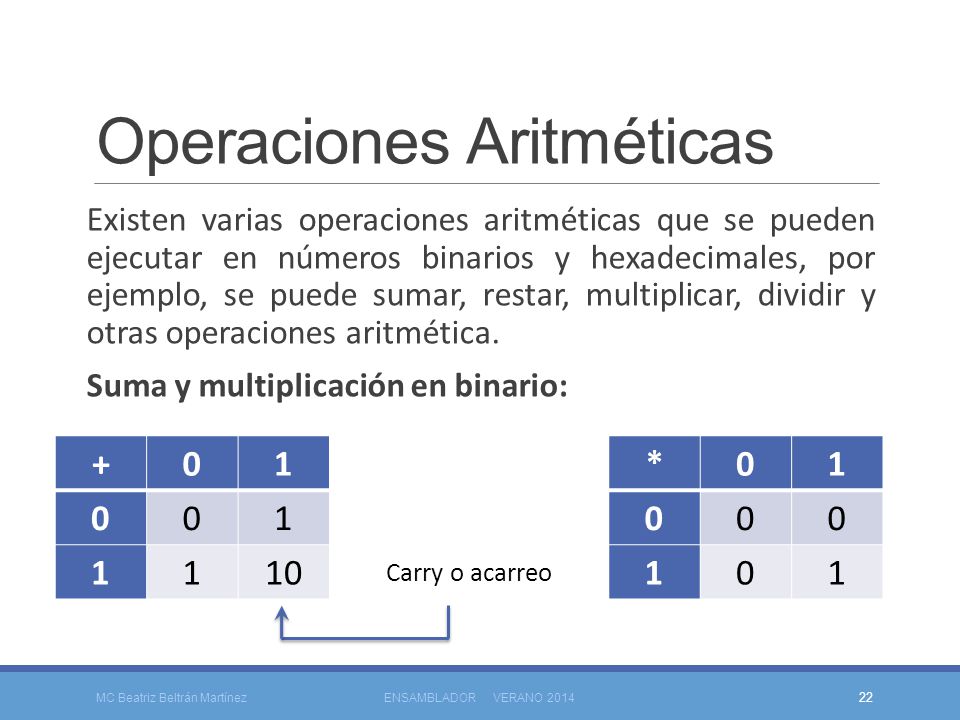 Operaciones Aritméticas
Existen varias operaciones aritméticas que se pueden
ejecutar en números binarios y hexadecimales, por
ejemplo, se puede sumar, restar, multiplicar, dividir y
otras operaciones aritmética.
Suma y multiplicación en binario:
+ 0 1
0 0 1
1 1 10
Carry o acarreo
* 0 1
0 0 0
1 0 1
MC Beatriz Beltrán Martínez ENSAMBLADOR VERANO 2014 22